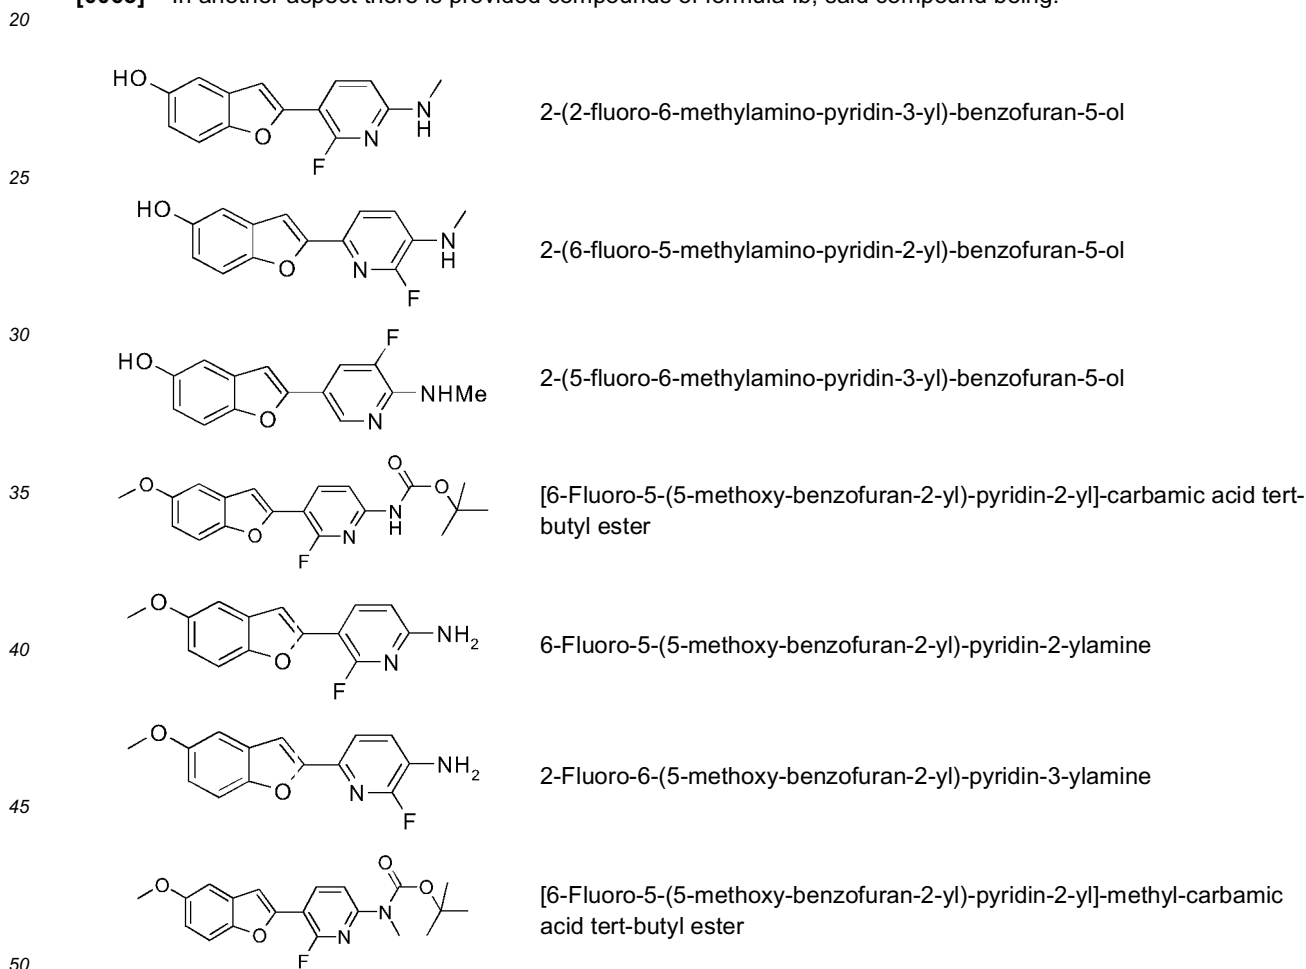 [0063] In another aspect there is provided compounds of formula Ib, said compound being:
20
HO
O
F
N
N
H
2-(2-fluoro-6-methylamino-pyridin-3-yl)-benzofuran-5-ol
25
HO
O
N
F
N
H
2-(6-fluoro-5-methylamino-pyridin-2-yl)-benzofuran-5-ol
30
F
HO
O
N
NHMe
2-(5-fluoro-6-methylamino-pyridin-3-yl)-benzofuran-5-ol
35
O
O
O
O
F
N
N
H
[6-Fluoro-5-(5-methoxy-benzofuran-2-yl)-pyridin-2-yl]-carbamic acid tert-
butyl ester
40
O
O
F
N
NH2
6-Fluoro-5-(5-methoxy-benzofuran-2-yl)-pyridin-2-ylamine
O
O
N
F
NH2
2-Fluoro-6-(5-methoxy-benzofuran-2-yl)-pyridin-3-ylamine
45
O
O
O
O
F
N
N
[6-Fluoro-5-(5-methoxy-benzofuran-2-yl)-pyridin-2-yl]-methyl-carbamic
acid tert-butyl ester
50